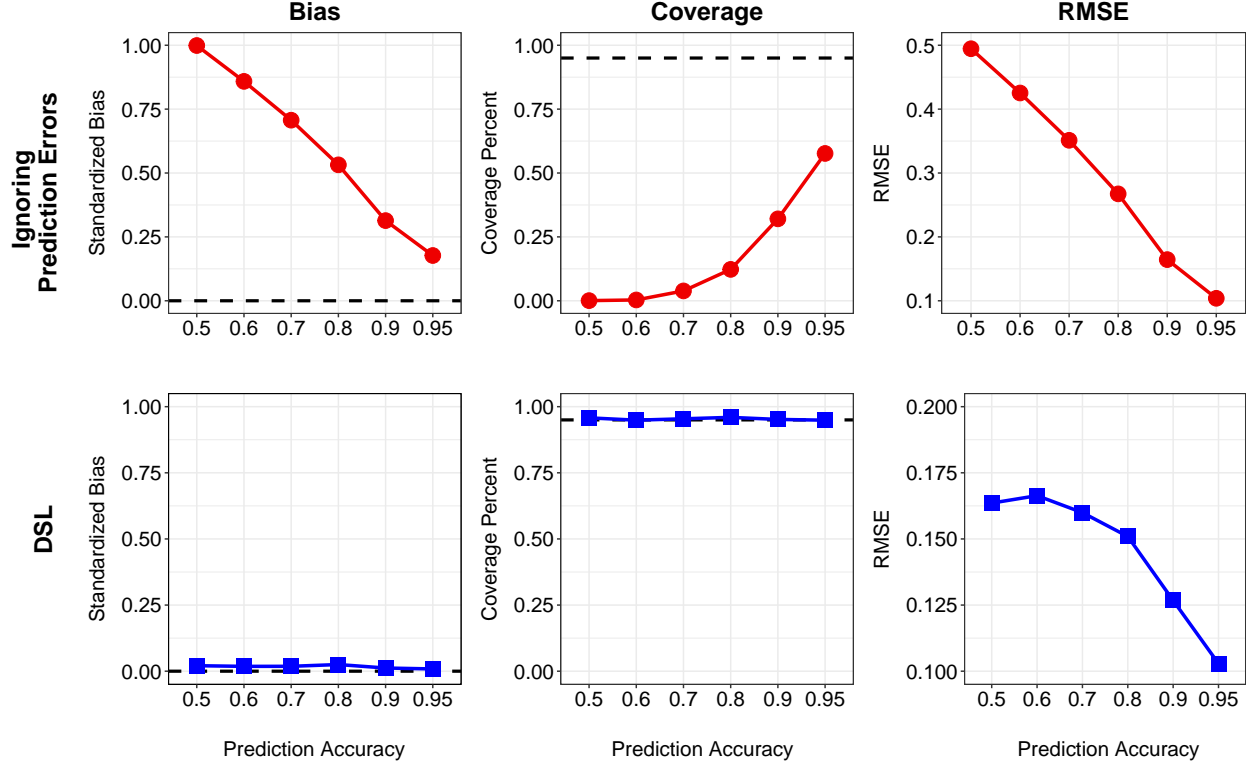 Bias
Coverage
RMSE
Ignoring
Prediction Errors
Standardized Bias
1.00
0.75
0.50
0.25
0.00
0.5 0.6 0.7 0.8 0.9 0.95
Coverage Percent
1.00
0.75
0.50
0.25
0.00
0.5 0.6 0.7 0.8 0.9 0.95
RMSE
0.5
0.4
0.3
0.2
0.1
0.5 0.6 0.7 0.8 0.9 0.95
DSL
Standardized Bias
1.00
0.75
0.50
0.25
0.00
0.5 0.6 0.7 0.8 0.9 0.95
Prediction Accuracy
Coverage Percent
1.00
0.75
0.50
0.25
0.00
0.5 0.6 0.7 0.8 0.9 0.95
Prediction Accuracy
RMSE
0.200
0.175
0.150
0.125
0.100
0.5 0.6 0.7 0.8 0.9 0.95
Prediction Accuracy